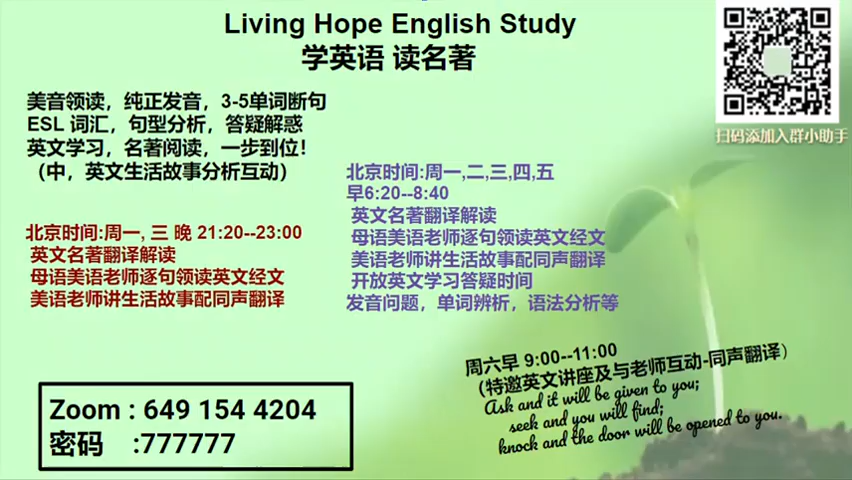 Living Hope English Study
学英语 读名著
扫码添加入群小助手
美音领读，纯正发音，3-5单词断句
ESL 词汇，句型分析，答疑解惑
英文学习，名著阅读，一步到位！
（中，英文生活故事分析互动）
北京时间:周一, 三 晚 21:20--23:00
英文名著翻译解读
母语美语老师逐句领读英文经文
美语老师讲生活故事配同声翻译
北京时间:周一,二,三,四,五
早6:20--8:40
英文名著翻译解读
母语美语老师逐句领读英文经文
美语老师讲生活故事配同声翻译
开放英文学习答疑时间
发音问题，单词辨析，语法分析等
周六早 9:00--11:00
（特邀英文讲座及与老师互动-同声翻译）
Ask and it will be given to you;
seek and you will find;
knock and the door will be opened to you.
Zoom : 649 154 4204
密码 :777777